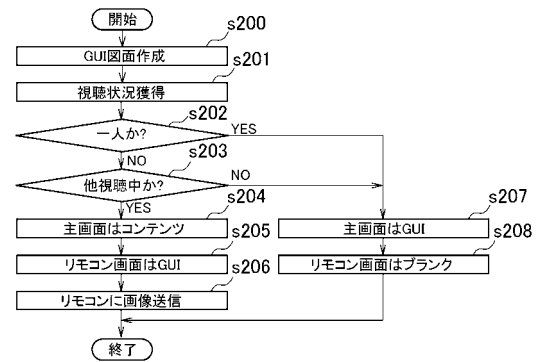 開始
s200
GUI図面作成
s201
視聴状況獲得
s202
一人か?
YES
NO
s203
他視聴中か?
NO
YES
s204
主画面はコンテンツ
s205
リモコン画面はGUI
s206
リモコンに画像送信
s207
主画面はGUI
s208
リモコン画面はブランク
終了